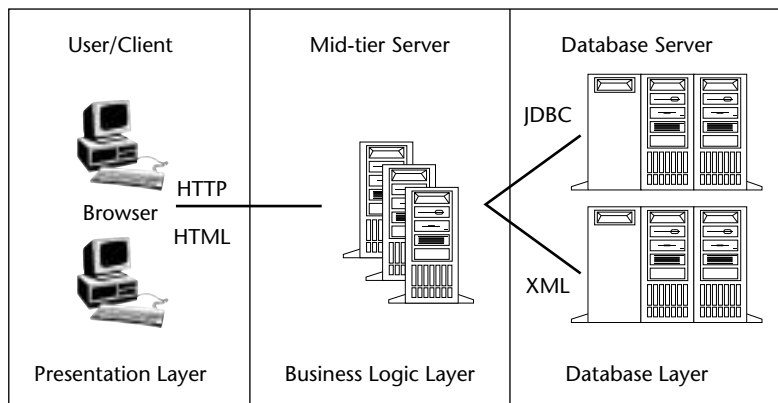 User/Client
Mid-tier Server
Database Server
JDBC
HTTP
Browser
HTML
XML
Presentation Layer
Business Logic Layer
Database Layer